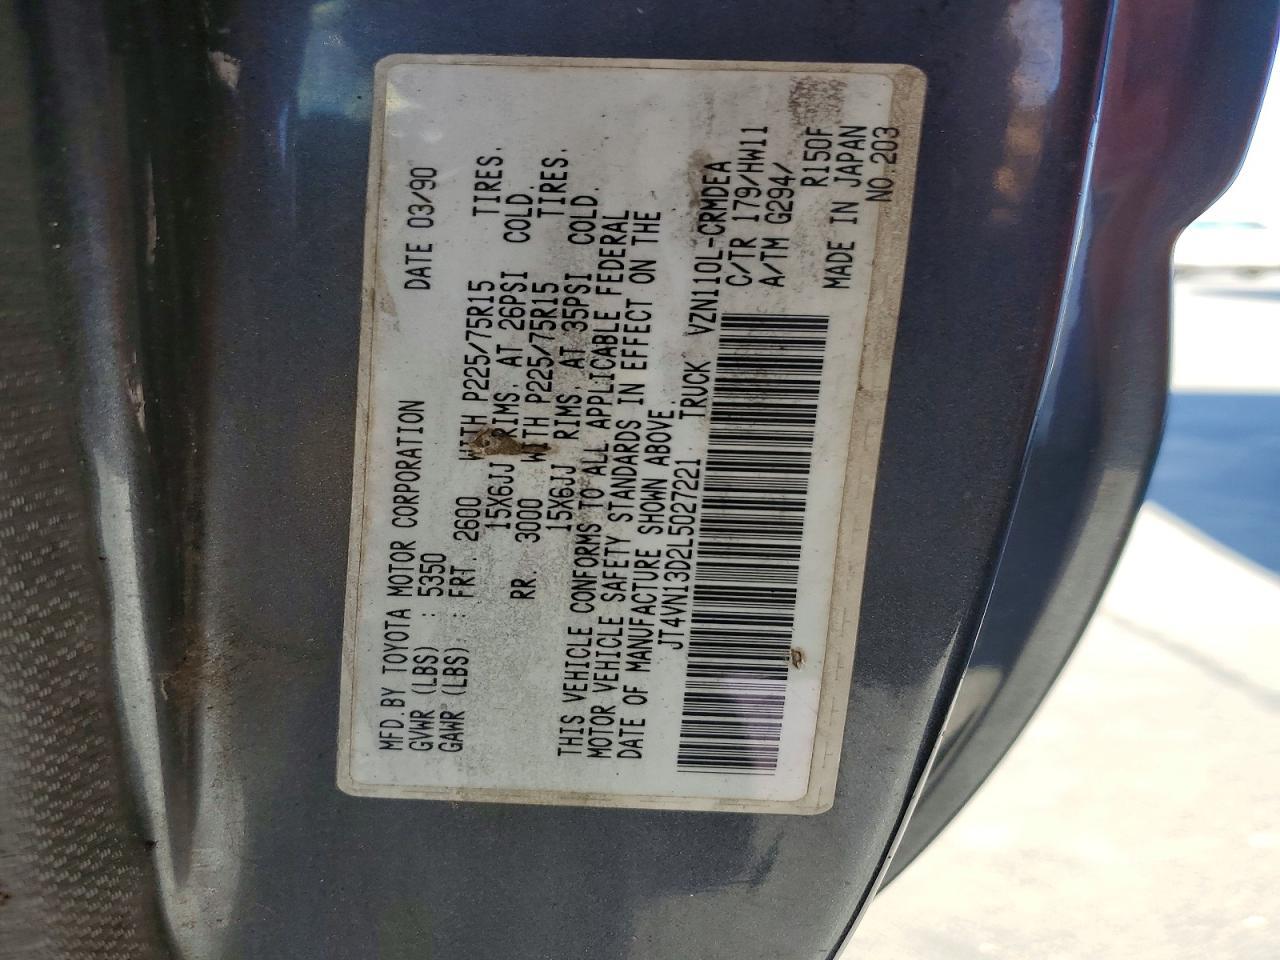 MFD.BY TOYOTA MOTOR CORPORATION DATE 03/90
GVWR (LBS) : 5350
GAWR (LBS) : FRT. 2600 WITH P225/75R15 TIRES.
15X6JJ RIMS. AT 26PSI COLD.
RR. 3000 WITH P225/75R15 TIRES.
15X6JJ RIMS. AT 35PSI COLD.
THIS VEHICLE CONFORMS TO ALL APPLICABLE FEDERAL
MOTOR VEHICLE SAFETY STANDARDS IN EFFECT ON THE
DATE OF MANUFACTURE SHOWN ABOVE.
JT4VN13D2L5027221 TRUCK VZN110L-CRMDEA
C/TR 179/HW11
A/TM G294/
R150F
MADE IN JAPAN
NO.203